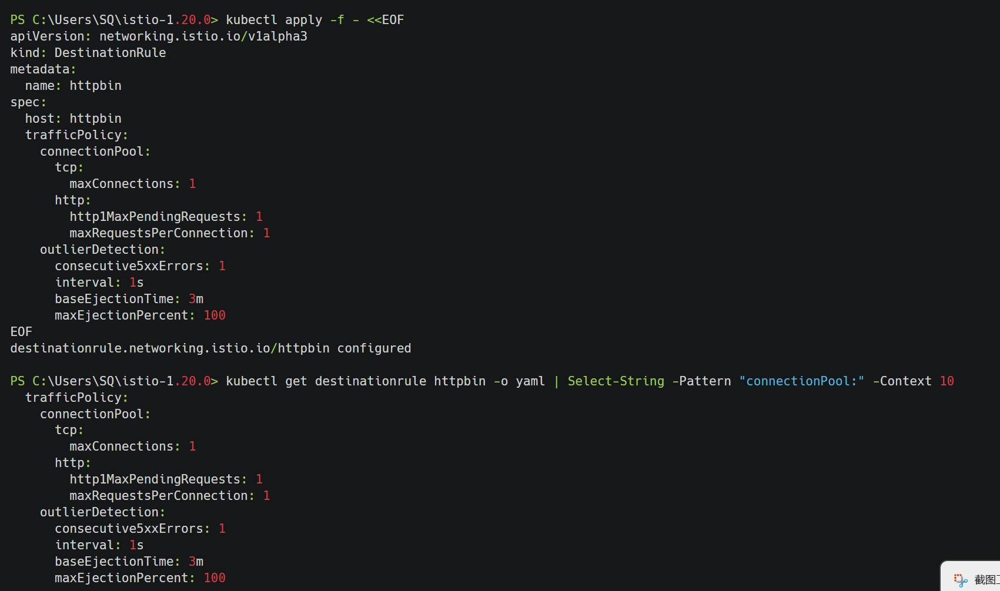 PS C:\Users\SQ\istio-1.20.0> kubectl apply -f - <<EOF
apiVersion: networking.istio.io/v1alpha3
kind: DestinationRule
metadata:
  name: httpbin
spec:
  host: httpbin
  trafficPolicy:
    connectionPool:
      tcp:
        maxConnections: 1
      http:
        http1MaxPendingRequests: 1
        maxRequestsPerConnection: 1
    outlierDetection:
      consecutive5xxErrors: 1
      interval: 1s
      baseEjectionTime: 3m
      maxEjectionPercent: 100
EOF
destinationrule.networking.istio.io/httpbin configured

PS C:\Users\SQ\istio-1.20.0> kubectl get destinationrule httpbin -o yaml | Select-String -Pattern "connectionPool:" -Context 10
  trafficPolicy:
    connectionPool:
      tcp:
        maxConnections: 1
      http:
        http1MaxPendingRequests: 1
        maxRequestsPerConnection: 1
    outlierDetection:
      consecutive5xxErrors: 1
      interval: 1s
      baseEjectionTime: 3m
      maxEjectionPercent: 100
截图